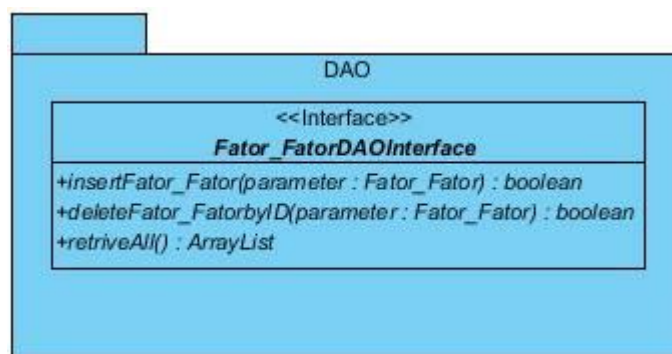 DAO
<<Interface>>
Fator_FatorDAOInterface
+insertFator_Fator(parameter : Fator_Fator) : boolean
+deleteFator_FatorbyID(parameter : Fator_Fator) : boolean
+retriveAll() : ArrayList